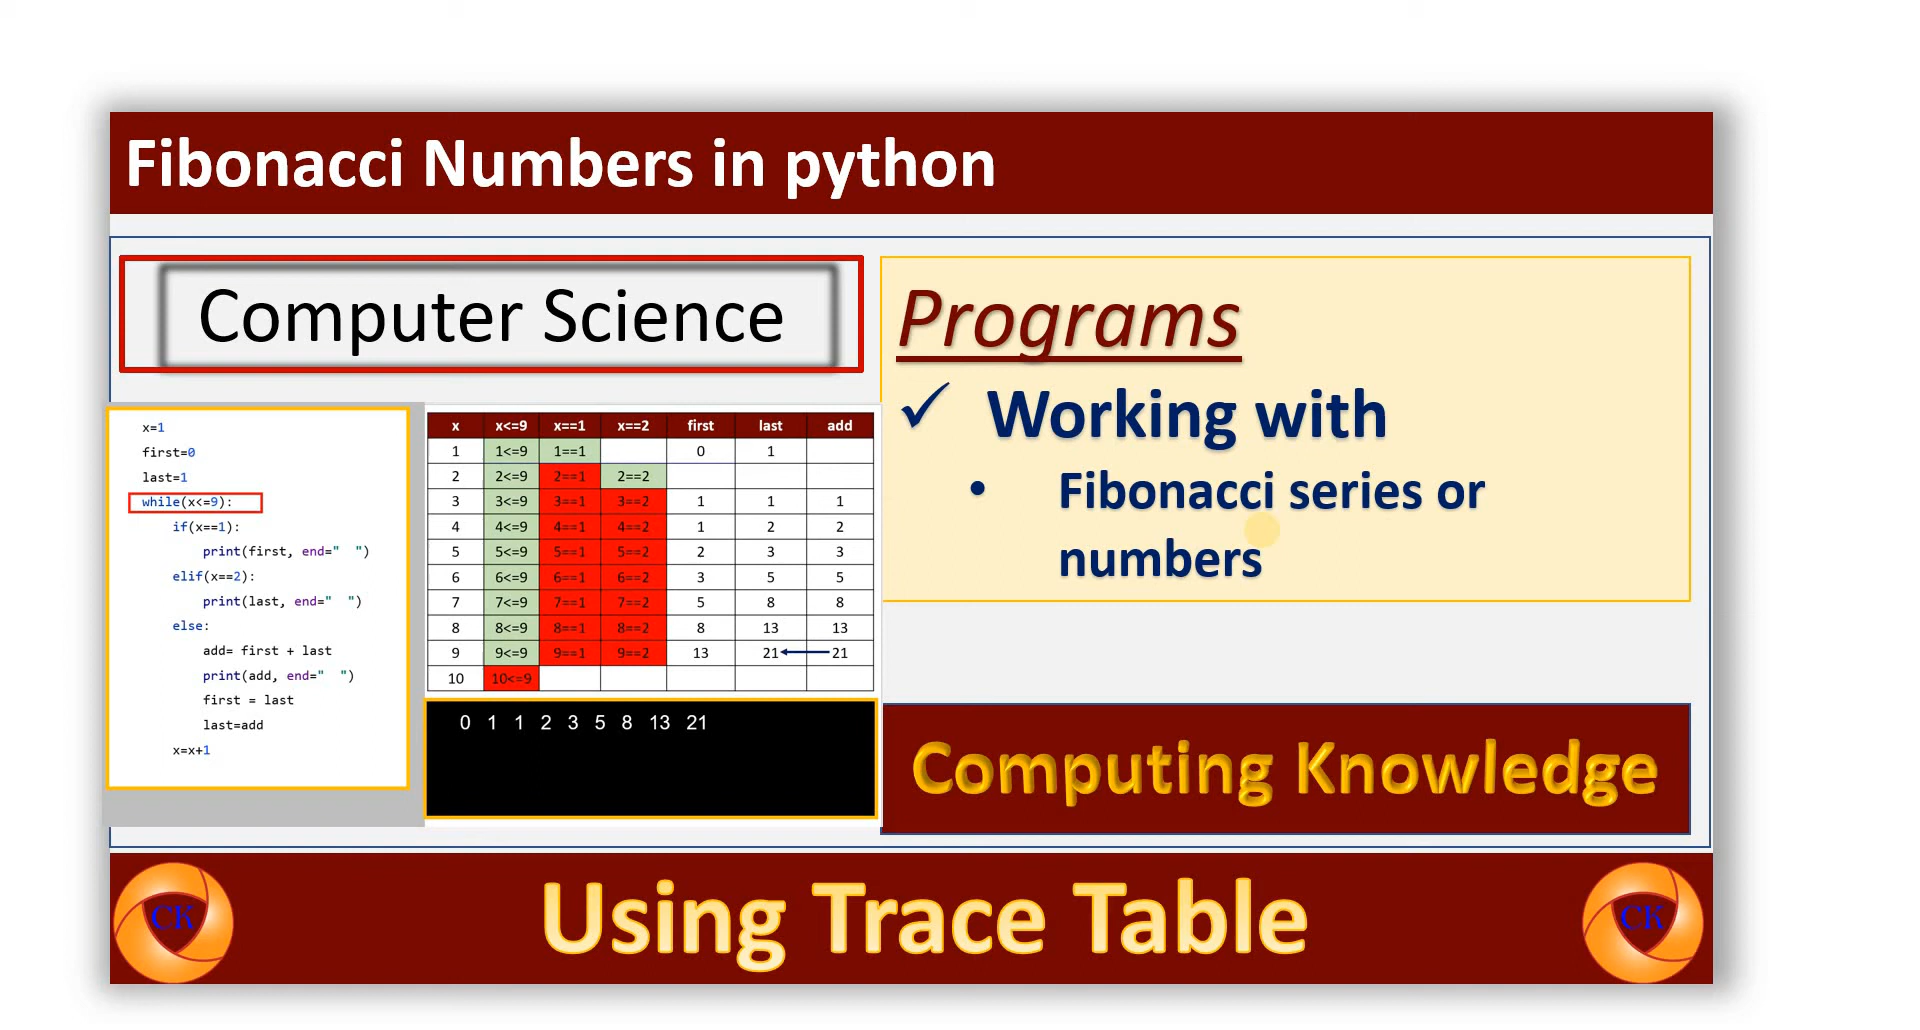 Fibonacci Numbers in python
Computer Science
Programs
✓ Working with
• Fibonacci series or
numbers
x=1
first=0
last=1
while(x<=9):
if(x==1):
print(first, end="  ")
elif(x==2):
print(last, end="  ")
else:
add= first + last
print(add, end="  ")
first = last
last=add
x=x+1
x x<=9 x==1 x==2 first last add
1 1<=9 1==1 0 1
2 2<=9 2==1 2==2
3 3<=9 3==1 3==2 1 1 1
4 4<=9 4==1 4==2 1 2 2
5 5<=9 5==1 5==2 2 3 3
6 6<=9 6==1 6==2 3 5 5
7 7<=9 7==1 7==2 5 8 8
8 8<=9 8==1 8==2 8 13 13
9 9<=9 9==1 9==2 13 21 21
10 10<=9
0 1 1 2 3 5 8 13 21
Computing Knowledge
CK
Using Trace Table
CK